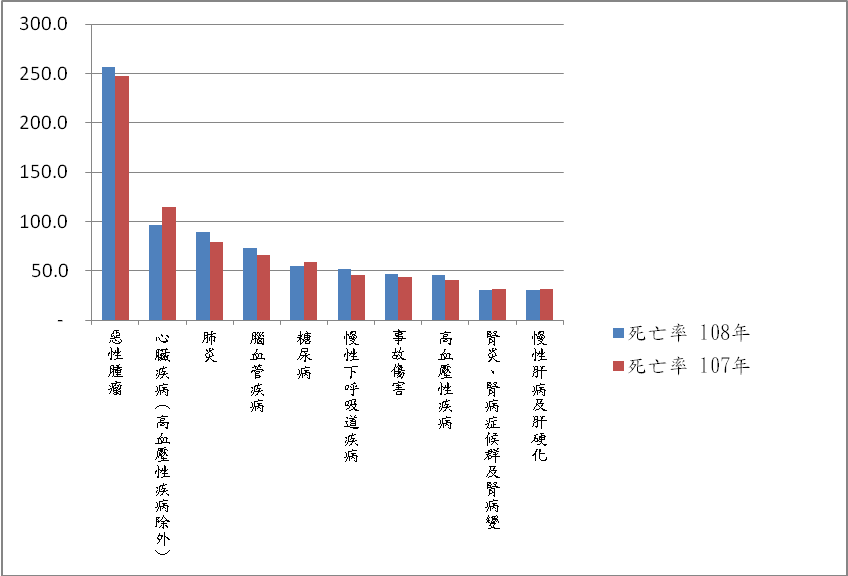 300.0
250.0
200.0
150.0
100.0
50.0
-
惡性腫瘤
心臟疾病(高血壓性疾病除外)
肺炎
腦血管疾病
糖尿病
慢性下呼吸道疾病
事故傷害
高血壓性疾病
腎炎、腎病症候群及腎病變
慢性肝病及肝硬化
死亡率 108年
死亡率 107年